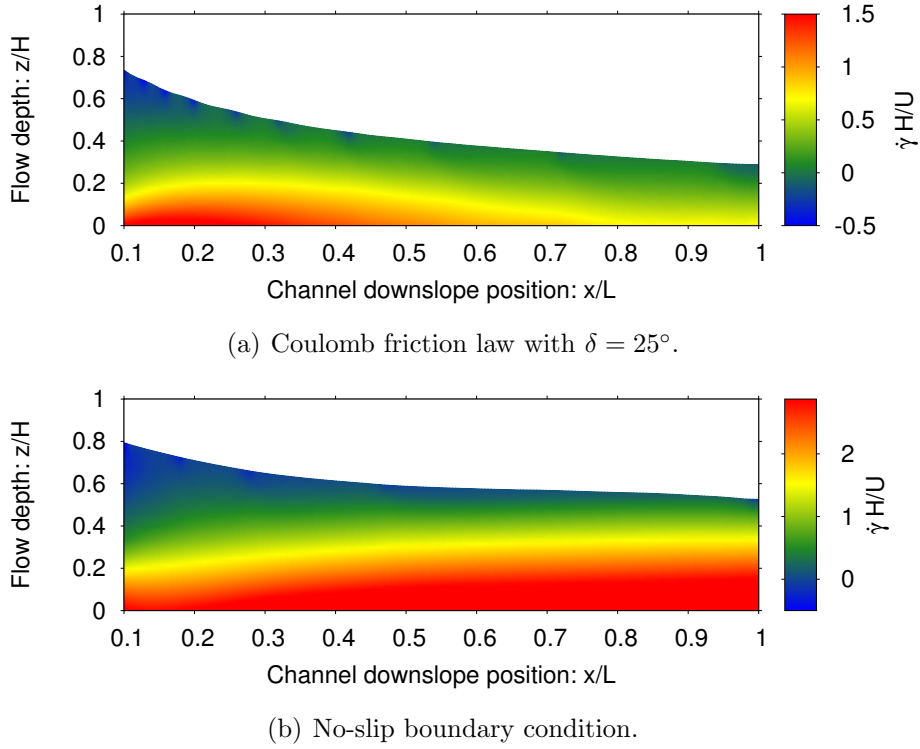 1
0.8
0.6
0.4
0.2
0
0.1 0.2 0.3 0.4 0.5 0.6 0.7 0.8 0.9 1
Flow depth: z/H
Channel downslope position: x/L
1.5
1
0.5
0
-0.5
γ̇ H/U
(a) Coulomb friction law with δ = 25°.
1
0.8
0.6
0.4
0.2
0
0.1 0.2 0.3 0.4 0.5 0.6 0.7 0.8 0.9 1
Flow depth: z/H
Channel downslope position: x/L
2
1
0
γ̇ H/U
(b) No-slip boundary condition.